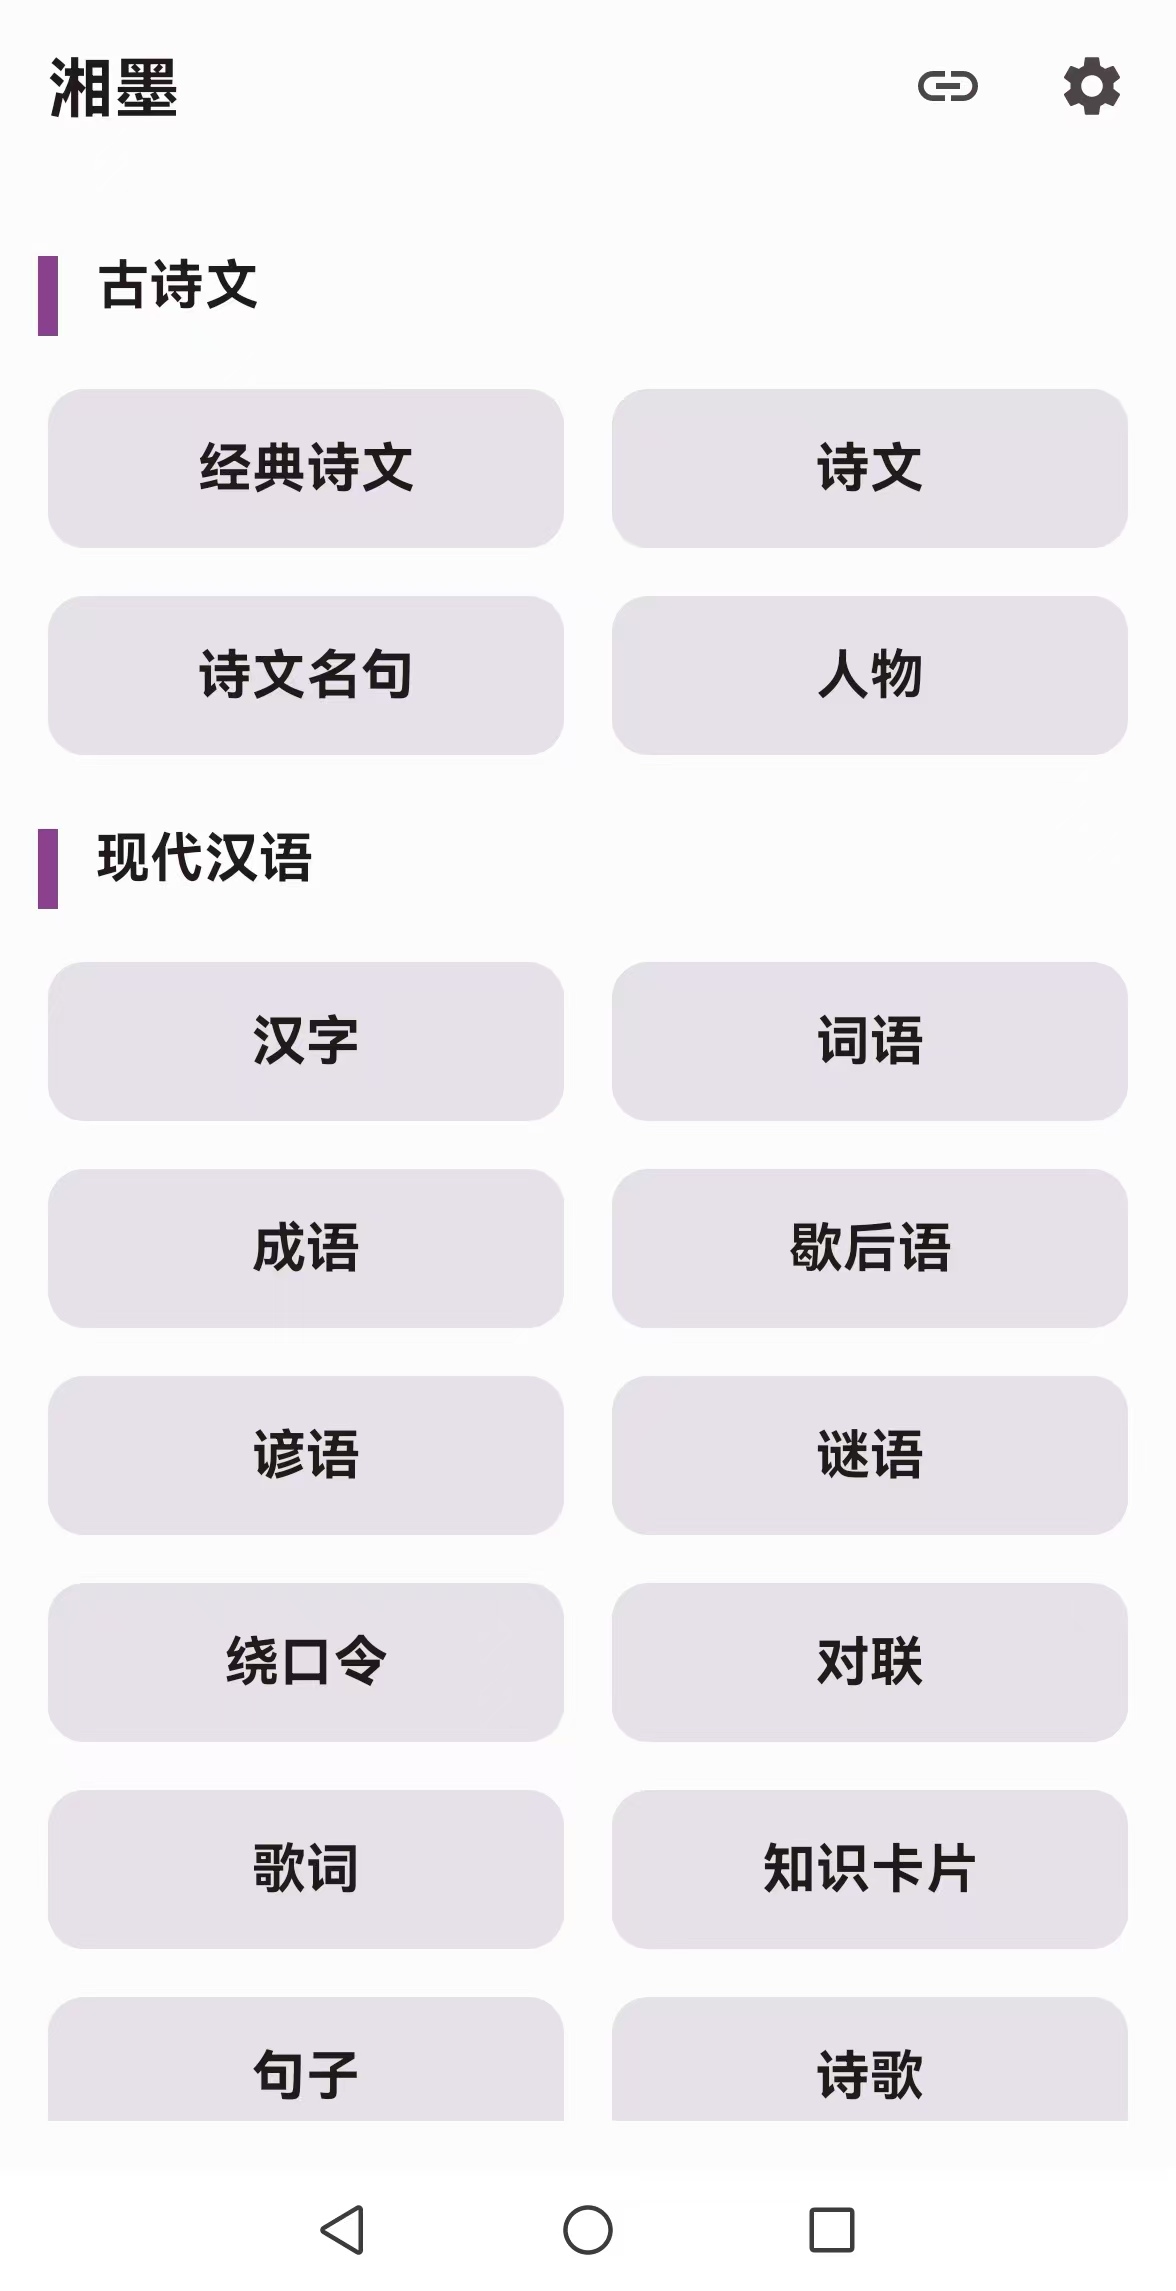 湘墨
古诗文
经典诗文
诗文
诗文名句
人物
现代汉语
汉字
词语
成语
歇后语
谚语
谜语
绕口令
对联
歌词
知识卡片
句子
诗歌